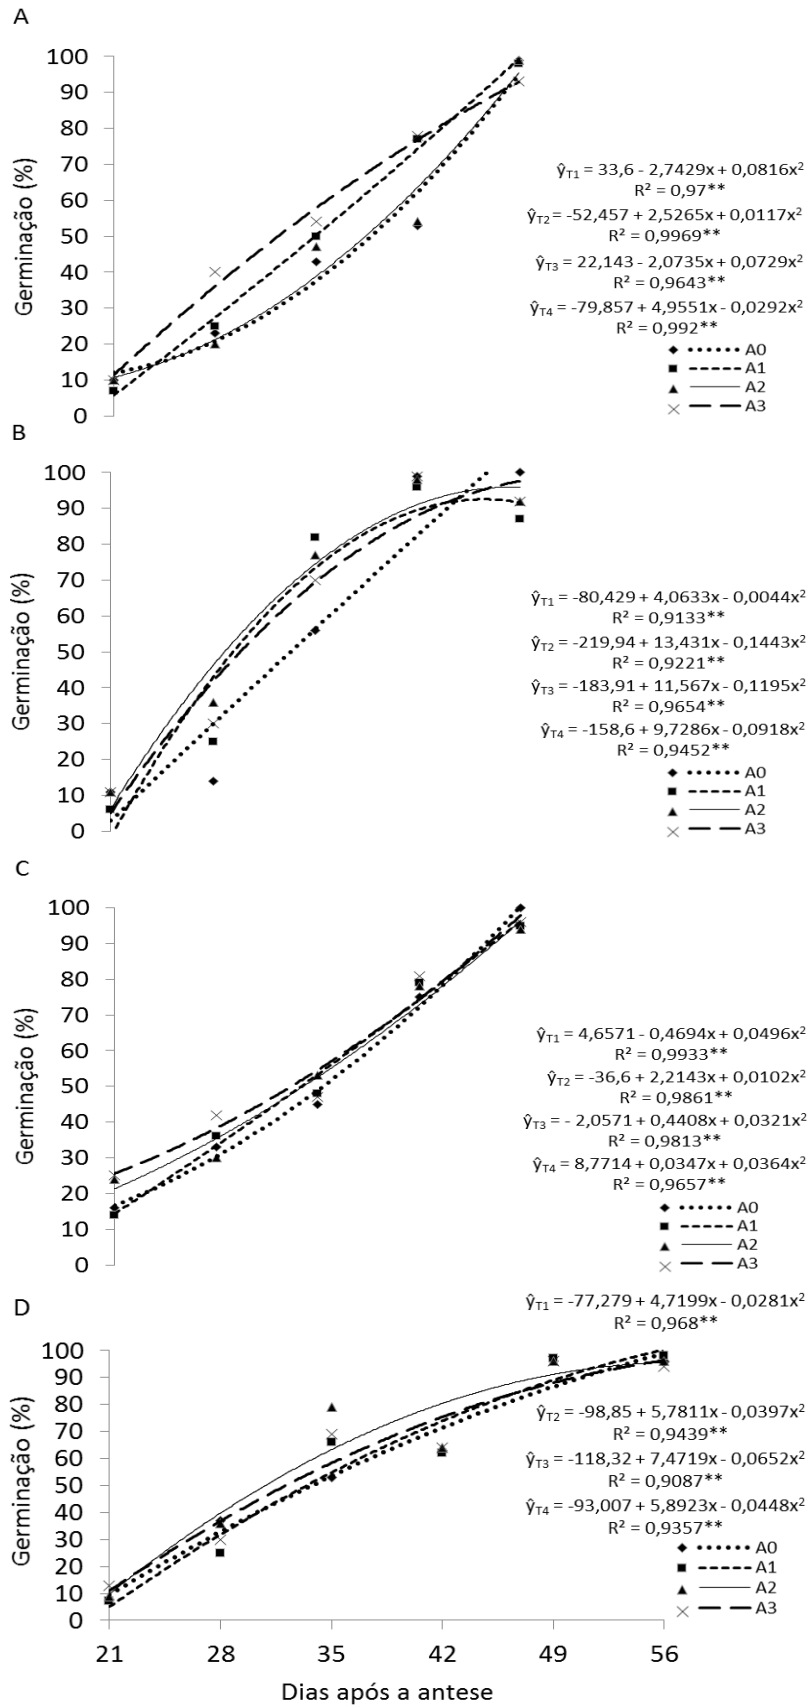 A
Germinação (%)
100
90
80
70
60
50
40
30
20
10
0
ŷT1 = 33,6 - 2,7429x + 0,0816x²
R² = 0,97**
ŷT2 = -52,457 + 2,5265x + 0,0117x²
R² = 0,9969**
ŷT3 = 22,143 - 2,0735x + 0,0729x²
R² = 0,9643**
ŷT4 = -79,857 + 4,9551x - 0,0292x²
R² = 0,992**
A0
A1
A2
A3
B
Germinação (%)
100
90
80
70
60
50
40
30
20
10
0
ŷT1 = -80,429 + 4,0633x - 0,0044x²
R² = 0,9133**
ŷT2 = -219,94 + 13,431x - 0,1443x²
R² = 0,9221**
ŷT3 = -183,91 + 11,567x - 0,1195x²
R² = 0,9654**
ŷT4 = -158,6 + 9,7286x - 0,0918x²
R² = 0,9452**
A0
A1
A2
A3
C
Germinação (%)
100
90
80
70
60
50
40
30
20
10
0
ŷT1 = 4,6571 - 0,4694x + 0,0496x²
R² = 0,9933**
ŷT2 = -36,6 + 2,2143x + 0,0102x²
R² = 0,9861**
ŷT3 = - 2,0571 + 0,4408x + 0,0321x²
R² = 0,9813**
ŷT4 = 8,7714 + 0,0347x + 0,0364x²
R² = 0,9657**
A0
A1
A2
A3
D
Germinação (%)
100
90
80
70
60
50
40
30
20
10
0
ŷT1 = -77,279 + 4,7199x - 0,0281x²
R² = 0,968**
ŷT2 = -98,85 + 5,7811x - 0,0397x²
R² = 0,9439**
ŷT3 = -118,32 + 7,4719x - 0,0652x²
R² = 0,9087**
ŷT4 = -93,007 + 5,8923x - 0,0448x²
R² = 0,9357**
A0
A1
A2
A3
21 28 35 42 49 56
Dias após a antese